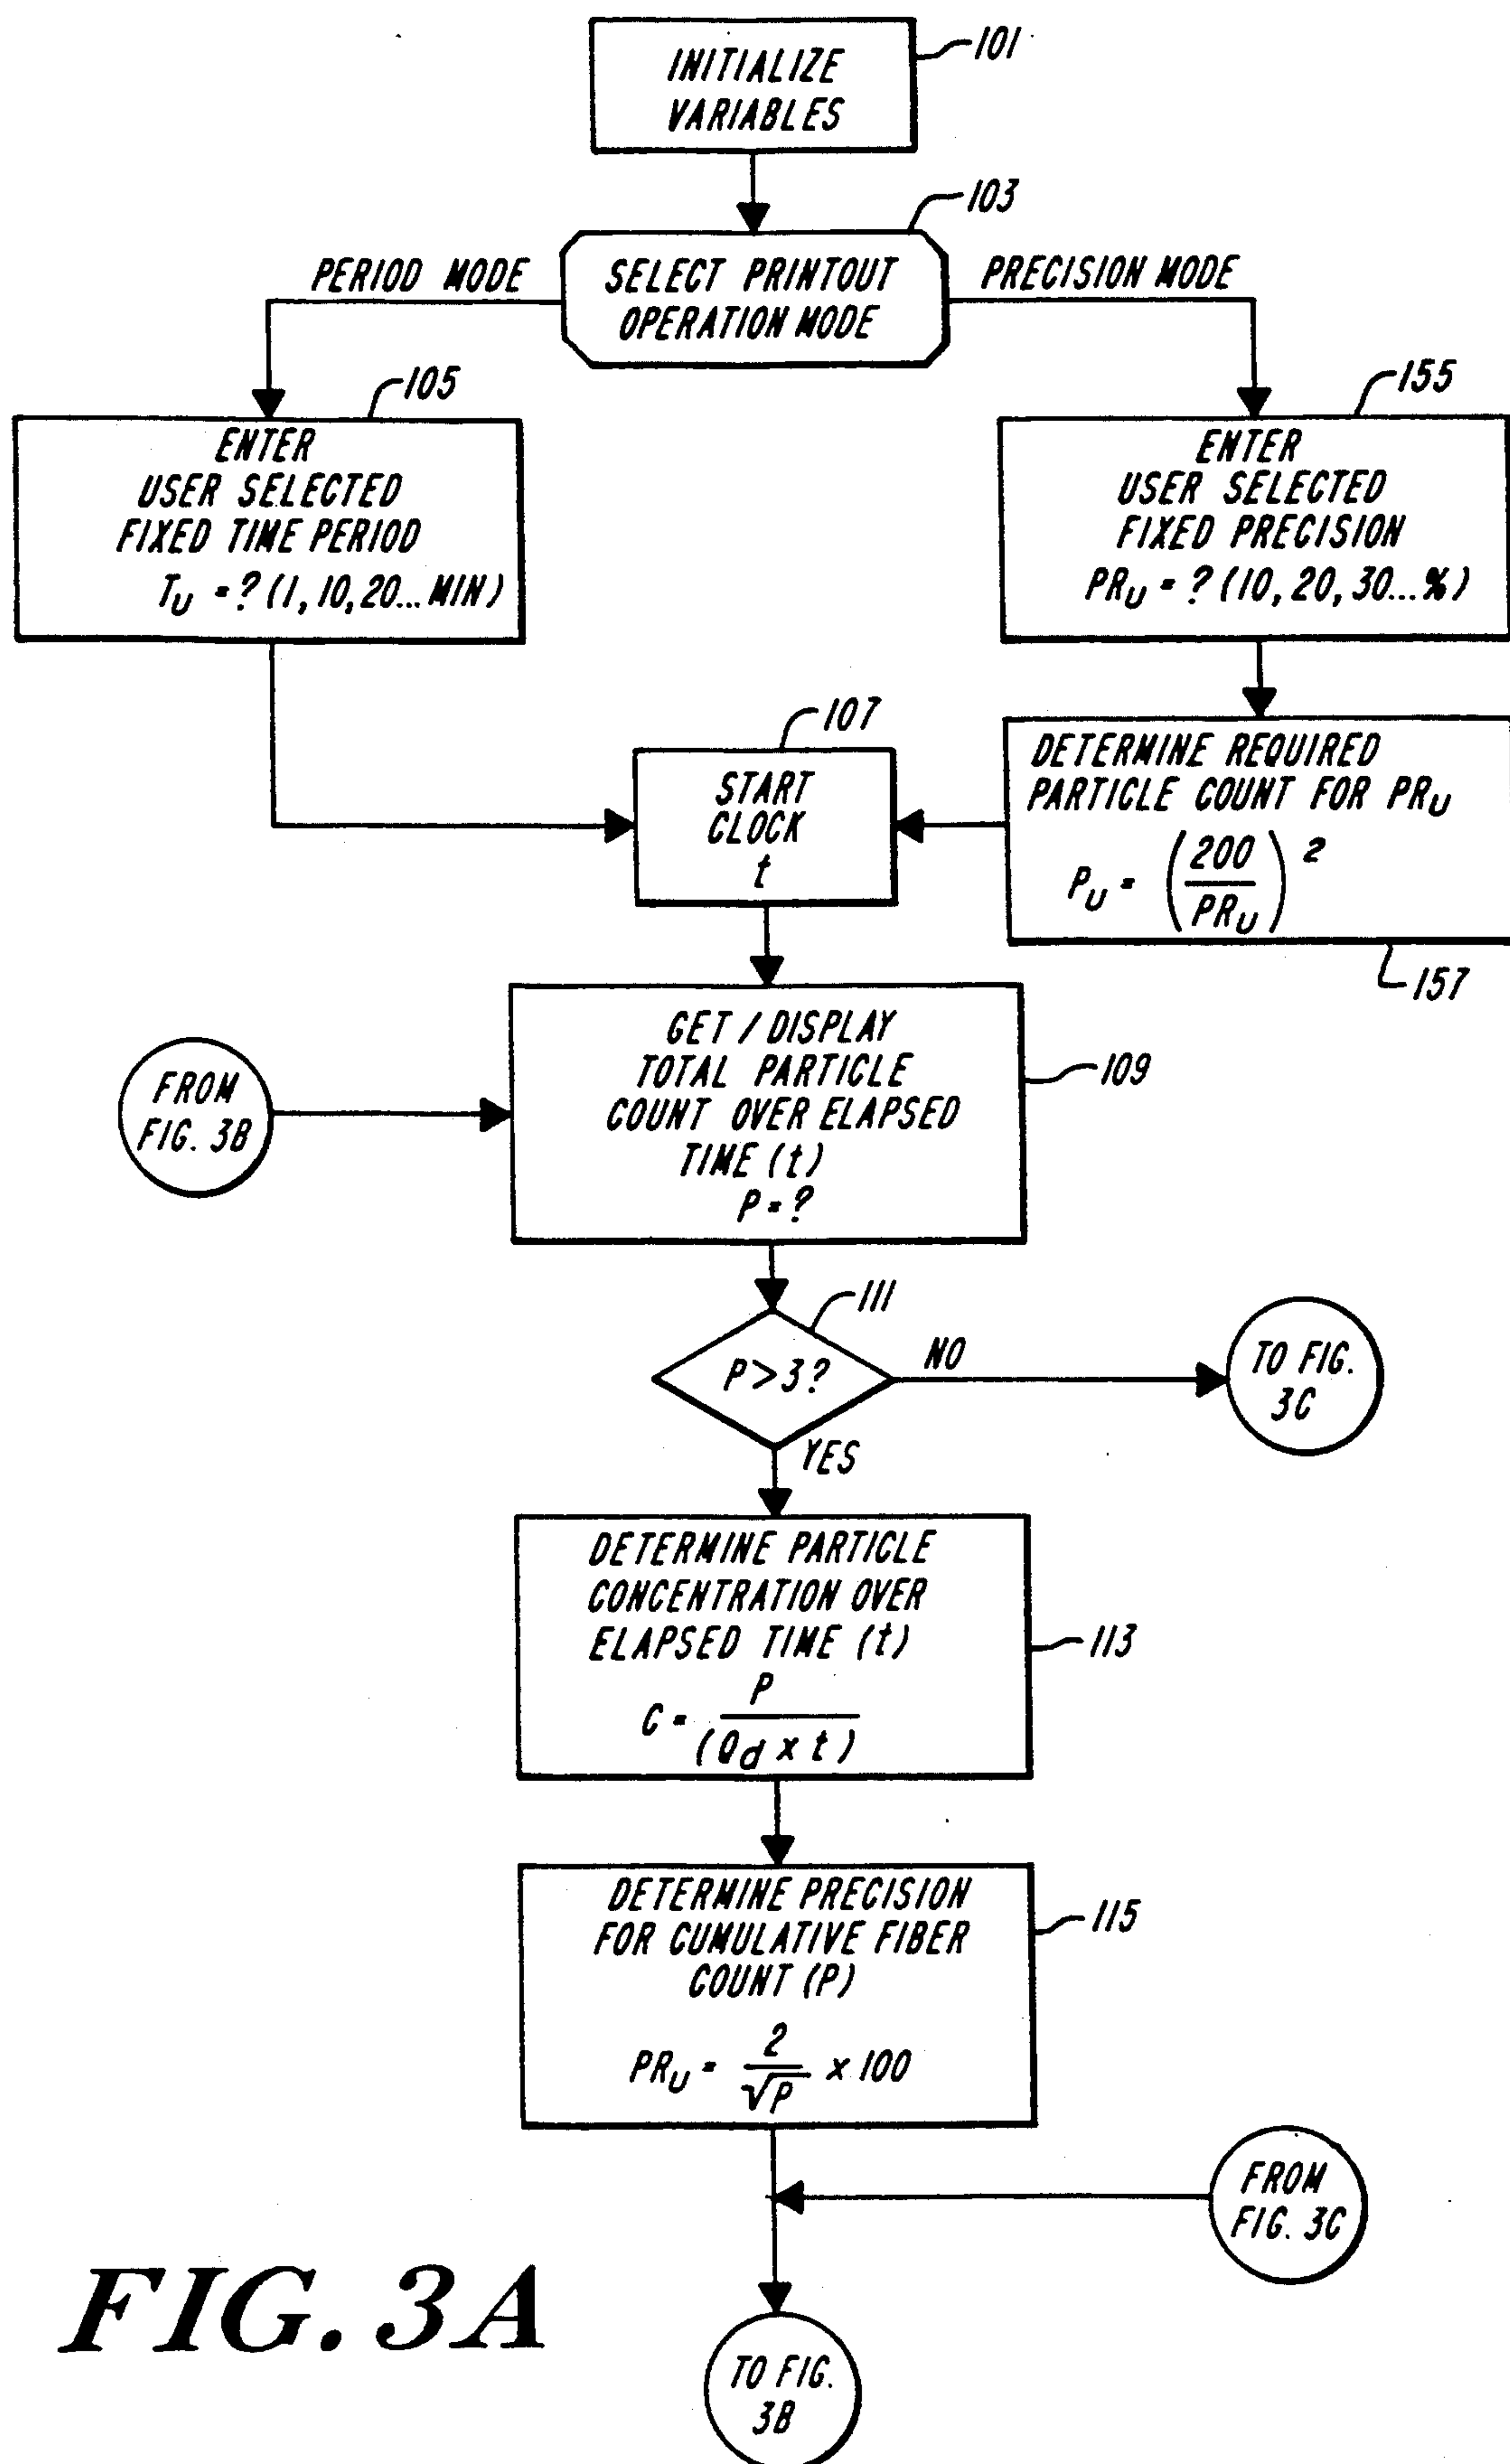 INITIALIZE
VARIABLES
101
103
PERIOD MODE
SELECT PRINTOUT
OPERATION MODE
PRECISION MODE
105
ENTER
USER SELECTED
FIXED TIME PERIOD
T_U = ? (1, 10, 20... MIN)
155
ENTER
USER SELECTED
FIXED PRECISION
PR_U = ? (10, 20, 30...%)
107
START
CLOCK
t
DETERMINE REQUIRED
PARTICLE COUNT FOR PR_U
P_U = (200 / PR_U)^2
157
FROM
FIG. 3B
GET / DISPLAY
TOTAL PARTICLE
COUNT OVER ELAPSED
TIME (t)
P = ?
109
111
P > 3 ?
NO
TO FIG.
3C
YES
DETERMINE PARTICLE
CONCENTRATION OVER
ELAPSED TIME (t)
C = P / (Q_d x t)
113
DETERMINE PRECISION
FOR CUMULATIVE FIBER
COUNT (P)
PR_U = 2 / √P x 100
115
FROM
FIG. 3C
FIG. 3A
TO FIG.
3B